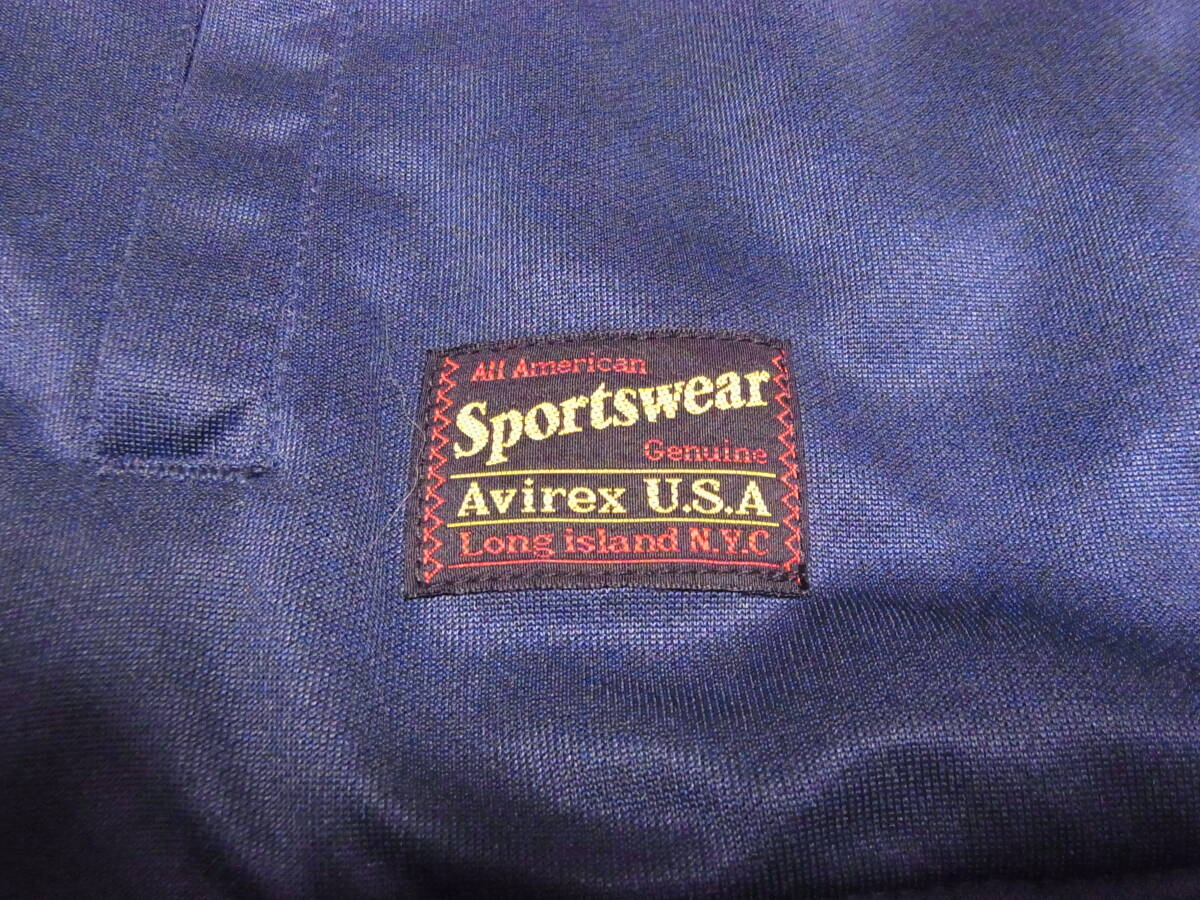 All American
Sportswear
Genuine
Avirex U.S.A
Long island N.Y.C